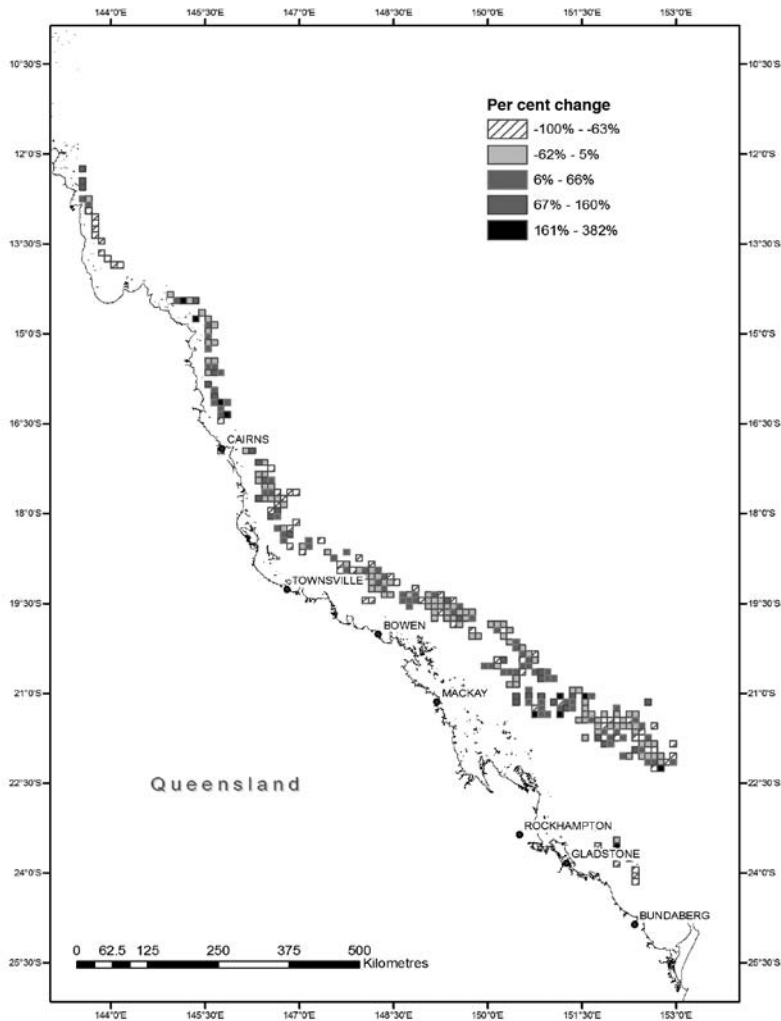 144°0'E 145°30'E 147°0'E 148°30'E 150°0'E 151°30'E 153°0'E
10°30'S 10°30'S
Per cent change
-100% - -63%
12°0'S 12°0'S
-62% - 5%
6% - 66%
67% - 160%
161% - 382%
13°30'S 13°30'S
15°0'S 15°0'S
16°30'S 16°30'S
CAIRNS
18°0'S 18°0'S
TOWNSVILLE
19°30'S 19°30'S
BOWEN
21°0'S 21°0'S
MACKAY
Queensland
22°30'S 22°30'S
ROCKHAMPTON
GLADSTONE
24°0'S 24°0'S
BUNDABERG
0 62.5 125 250 375 500
Kilometres
25°30'S 25°30'S
144°0'E 145°30'E 147°0'E 148°30'E 150°0'E 151°30'E 153°0'E